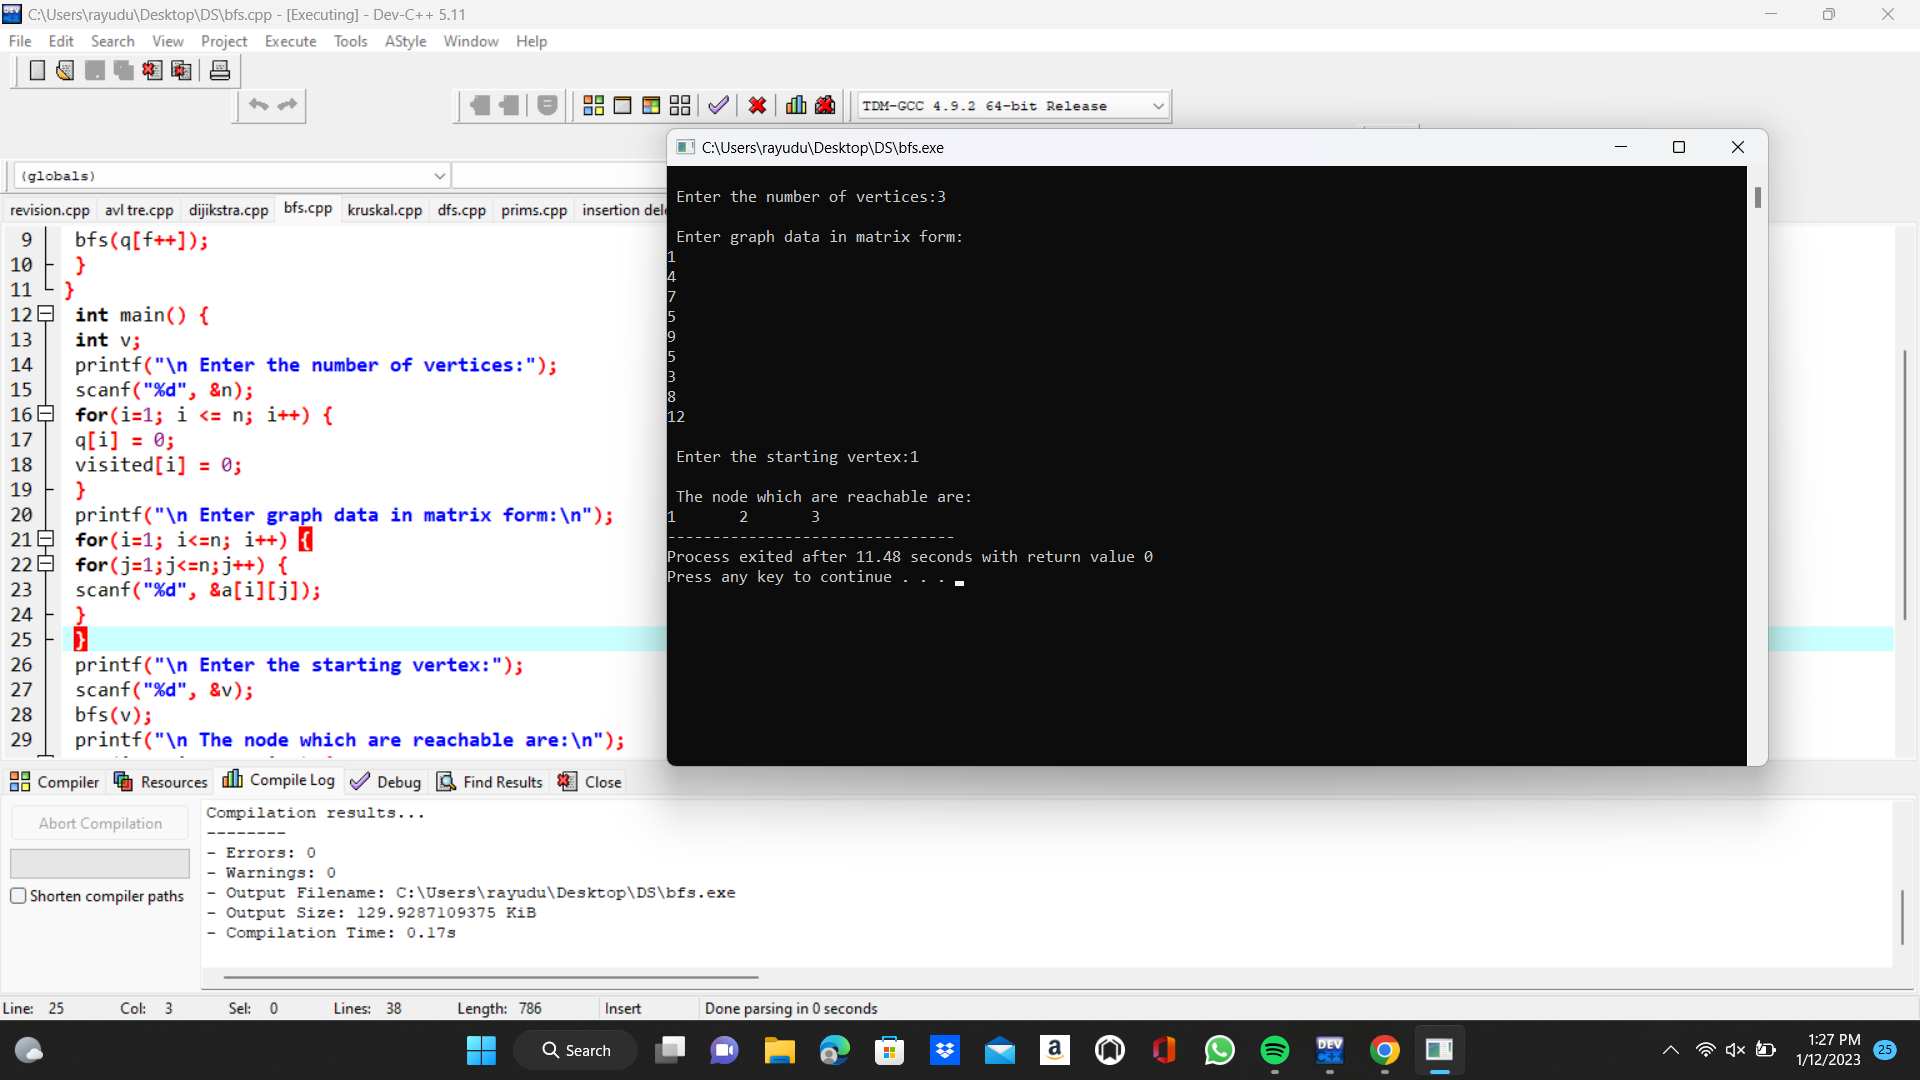 C:\Users\rayudu\Desktop\DS\bfs.cpp - [Executing] - Dev-C++ 5.11
File Edit Search View Project Execute Tools AStyle Window Help
TDM-GCC 4.9.2 64-bit Release
(globals)
revision.cpp avl tre.cpp dijikstra.cpp bfs.cpp kruskal.cpp dfs.cpp prims.cpp insertion del
9 bfs(q[f++]);
10 }
11 }
12 int main() {
13 int v;
14 printf("\n Enter the number of vertices:");
15 scanf("%d", &n);
16 for(i=1; i <= n; i++) {
17 q[i] = 0;
18 visited[i] = 0;
19 }
20 printf("\n Enter graph data in matrix form:\n");
21 for(i=1; i<=n; i++) {
22 for(j=1;j<=n;j++) {
23 scanf("%d", &a[i][j]);
24 }
25 }
26 printf("\n Enter the starting vertex:");
27 scanf("%d", &v);
28 bfs(v);
29 printf("\n The node which are reachable are:\n");
C:\Users\rayudu\Desktop\DS\bfs.exe
Enter the number of vertices:3
Enter graph data in matrix form:
1
4
7
5
9
5
3
8
12
Enter the starting vertex:1
The node which are reachable are:
1 2 3
--------------------------------
Process exited after 11.48 seconds with return value 0
Press any key to continue . . .
Compiler Resources Compile Log Debug Find Results Close
Abort Compilation
Shorten compiler paths
Compilation results...
--------
- Errors: 0
- Warnings: 0
- Output Filename: C:\Users\rayudu\Desktop\DS\bfs.exe
- Output Size: 129.9287109375 KiB
- Compilation Time: 0.17s
Line: 25 Col: 3 Sel: 0 Lines: 38 Length: 786 Insert Done parsing in 0 seconds
Search
DEV C++
1:27 PM
1/12/2023
25